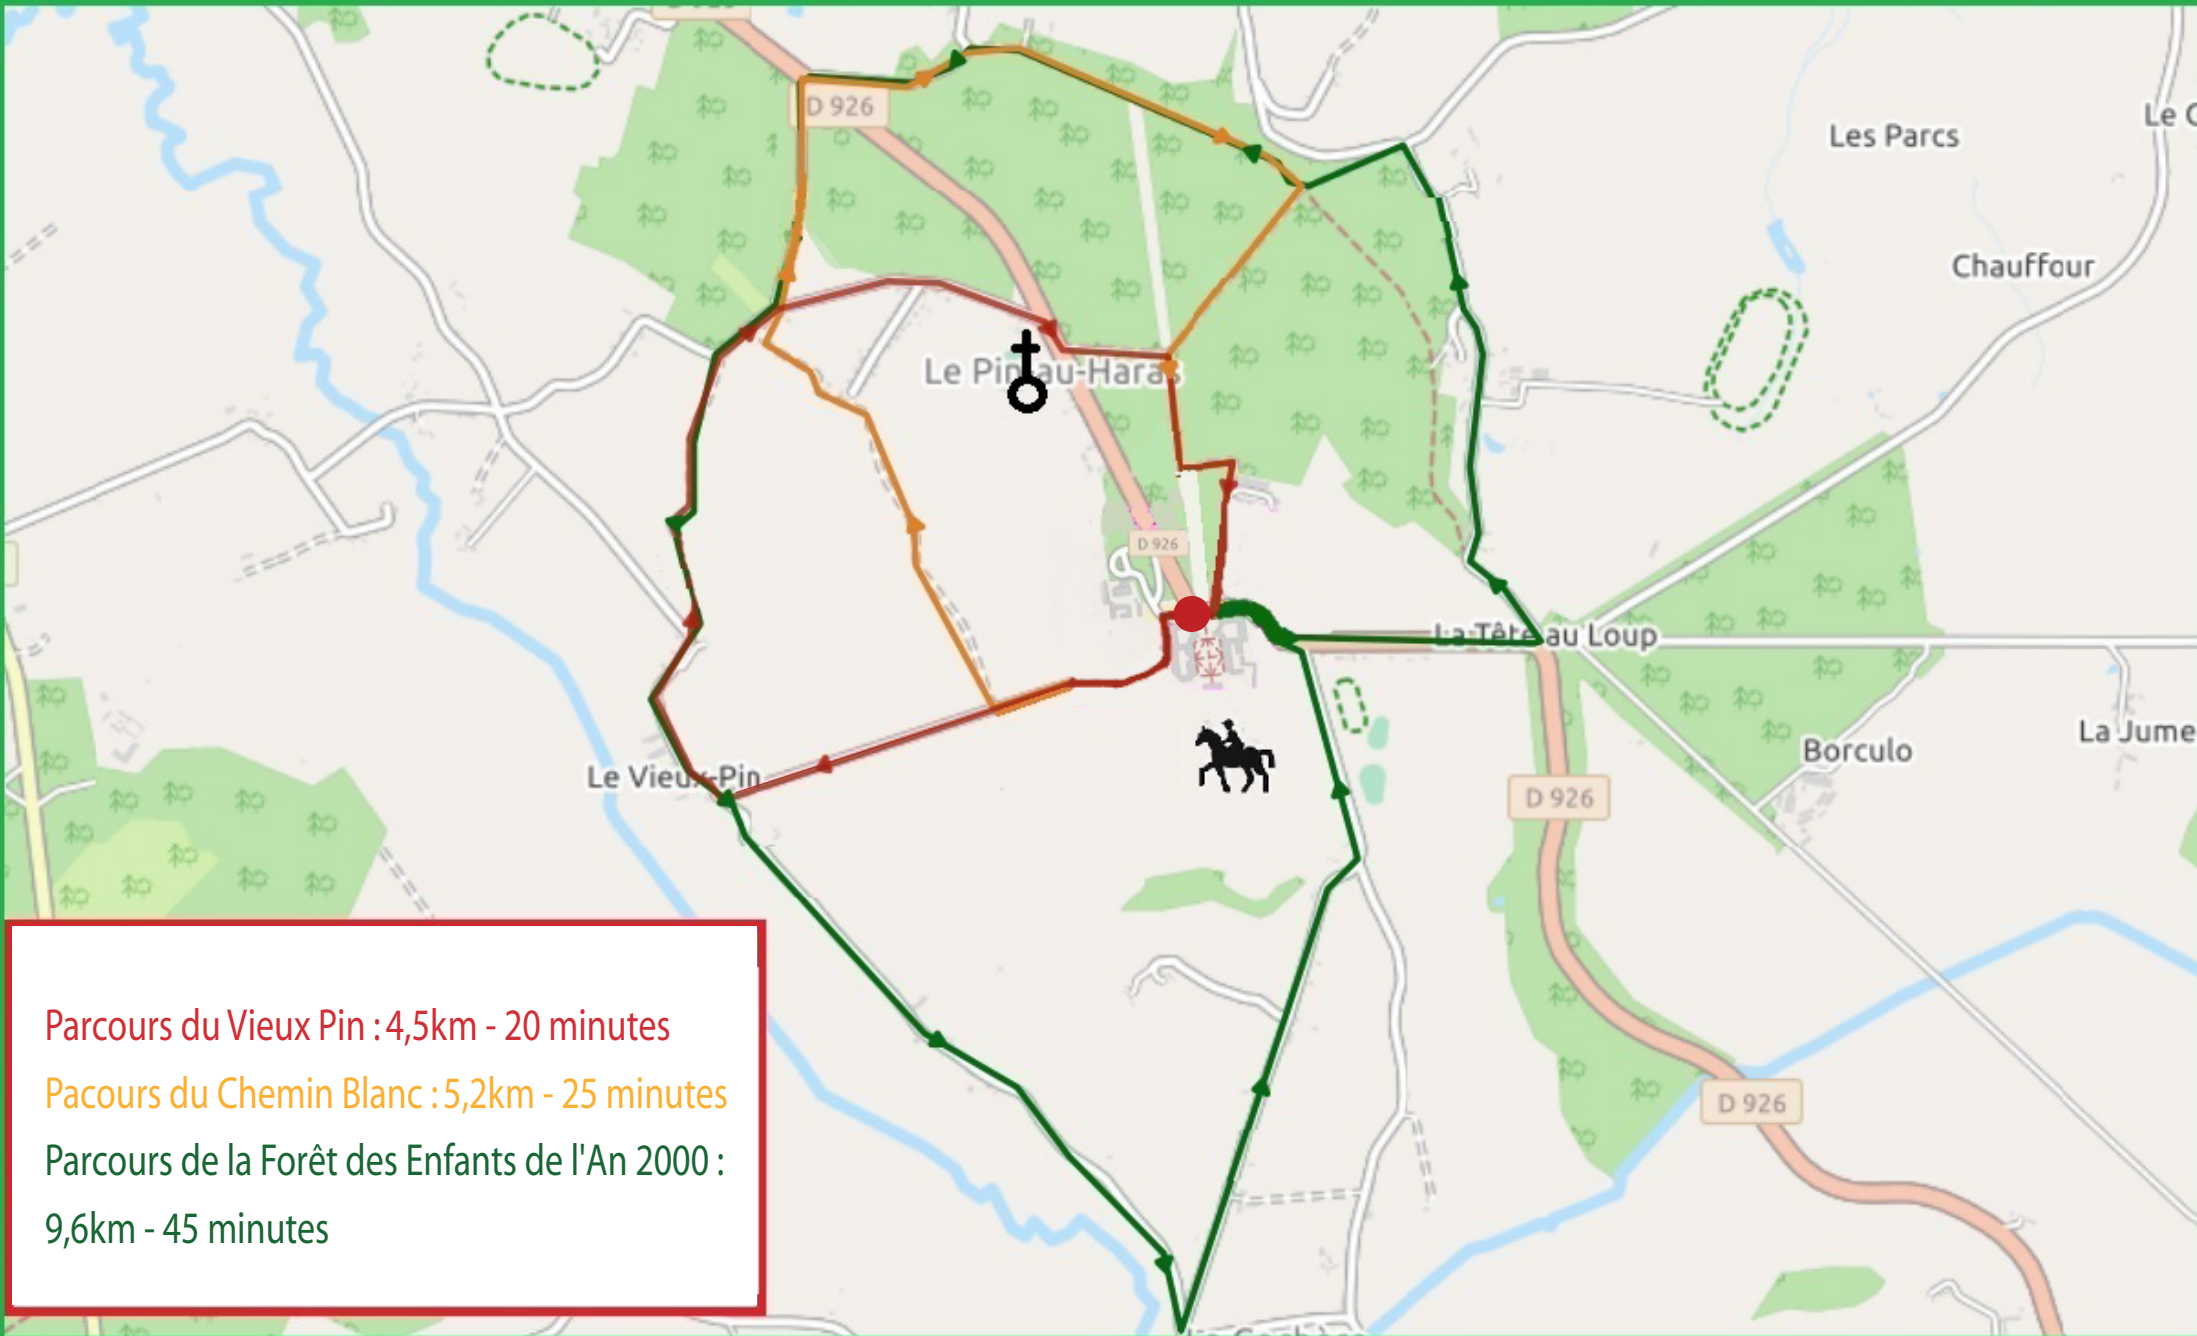 D 926
Les Parcs
Le
Chauffour
Le Pin-au-Haras
D 926
La Tête au Loup
La Jume
Borculo
Le Vieux-Pin
D 926
D 926
Parcours du Vieux Pin : 4,5km - 20 minutes
Pacours du Chemin Blanc : 5,2km - 25 minutes
Parcours de la Forêt des Enfants de l'An 2000 :
9,6km - 45 minutes